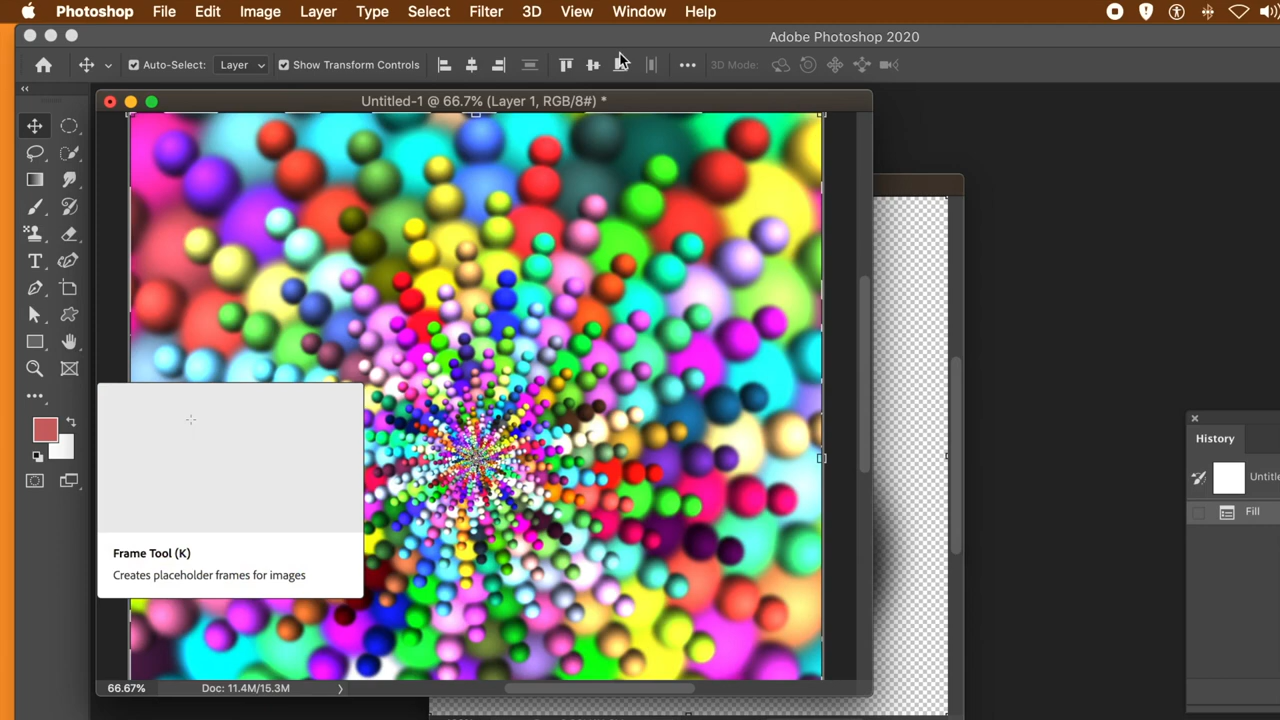 Photoshop File Edit Image Layer Type Select Filter 3D View Window Help
Adobe Photoshop 2020
Auto-Select: Layer Show Transform Controls 3D Mode:
Untitled-1 @ 66.7% (Layer 1, RGB/8#) *
History
Fill
Frame Tool (K)
Creates placeholder frames for images
66.67% Doc: 11.4M/15.3M